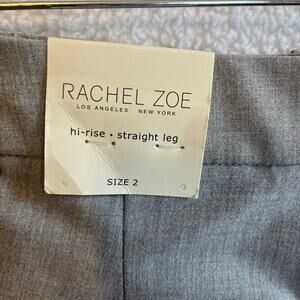 RACHEL ZOE
LOS ANGELES NEW YORK
hi-rise • straight leg
SIZE 2